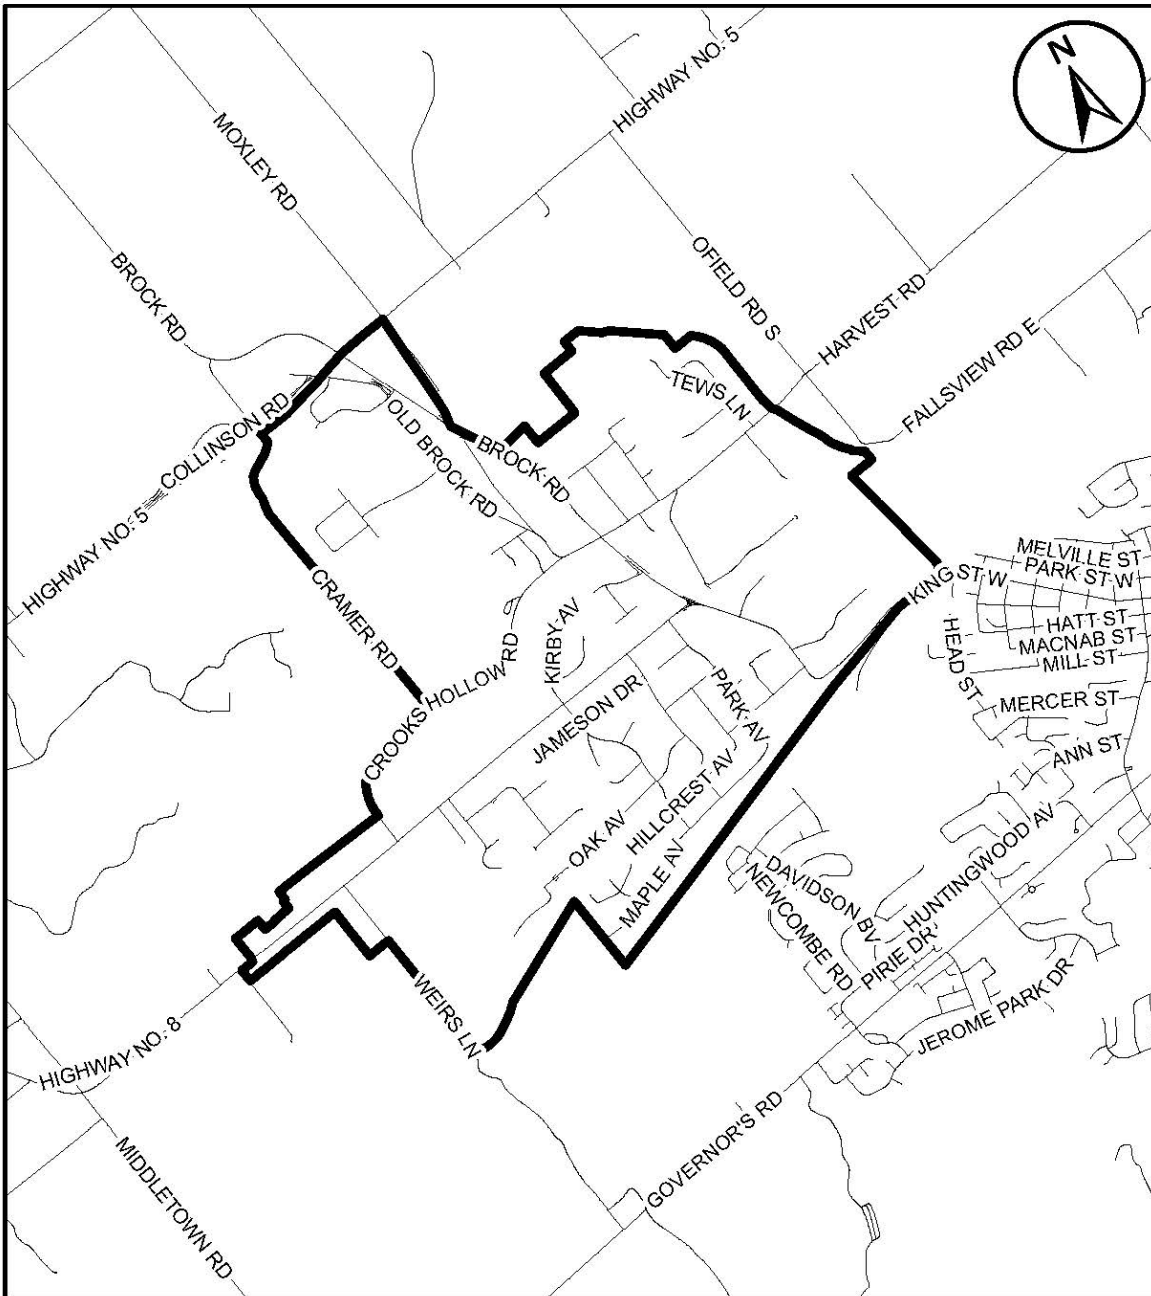 HIGHWAY NO. 5
N
MOXLEY RD
BROCK RD
OFIELD RD S
HARVEST RD
FALLSVIEW RD E
TEWS LN
COLLINSON RD
OLD BROCK RD
BROCK RD
HIGHWAY NO. 5
CRAMER RD
KING ST W
MELVILLE ST
PARK ST W
HATT ST
MACNAB ST
MILL ST
HEAD ST
MERCER ST
ANN ST
KIRBY AV
CROOKS HOLLOW RD
JAMESON DR
PARK AV
HILLCREST AV
OAK AV
MAPLE AV
DAVIDSON BV
NEWCOMBE RD
HUNTINGWOOD AV
PIRIE DR
JEROME PARK DR
WEIRS LN
HIGHWAY NO. 8
GOVERNOR'S RD
MIDDLETOWN RD